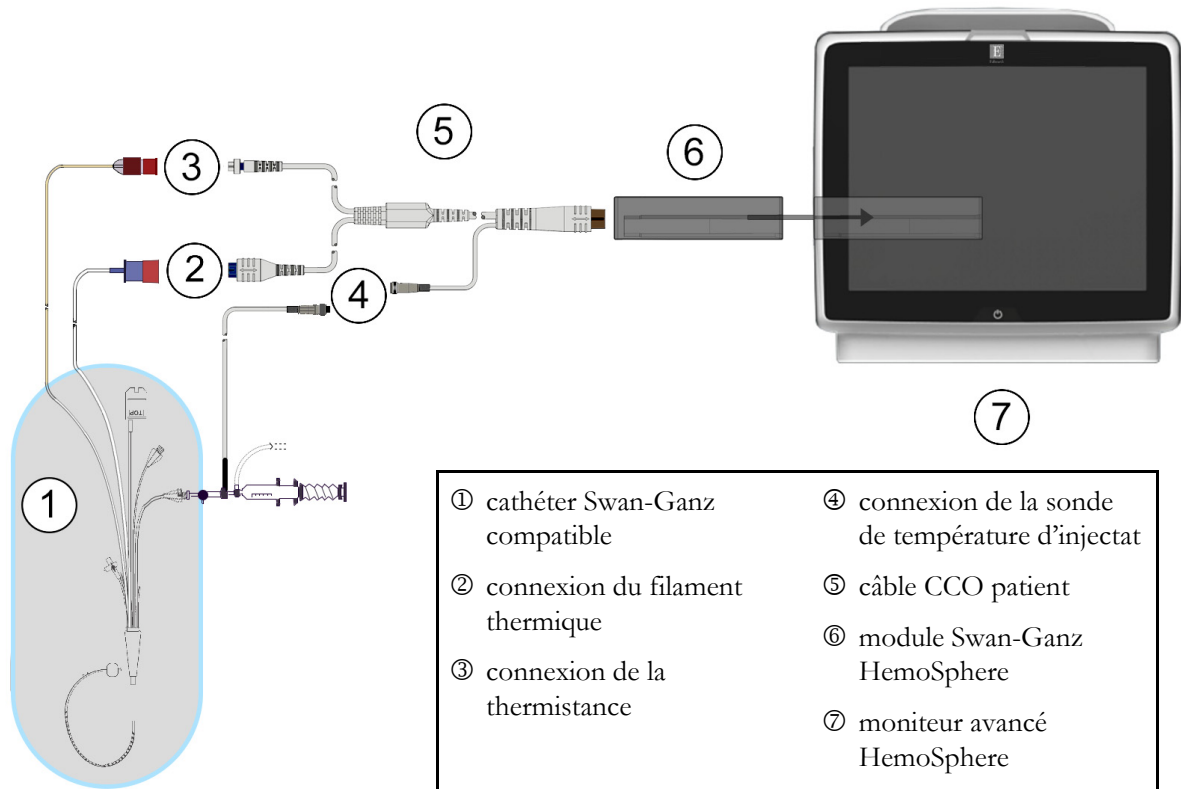 5
E
3
6
2
4
7
1
① cathéter Swan-Ganz
compatible
② connexion du filament
thermique
③ connexion de la
thermistance
④ connexion de la sonde
de température d'injectat
⑤ câble CCO patient
⑥ module Swan-Ganz
HemoSphere
⑦ moniteur avancé
HemoSphere
TOP